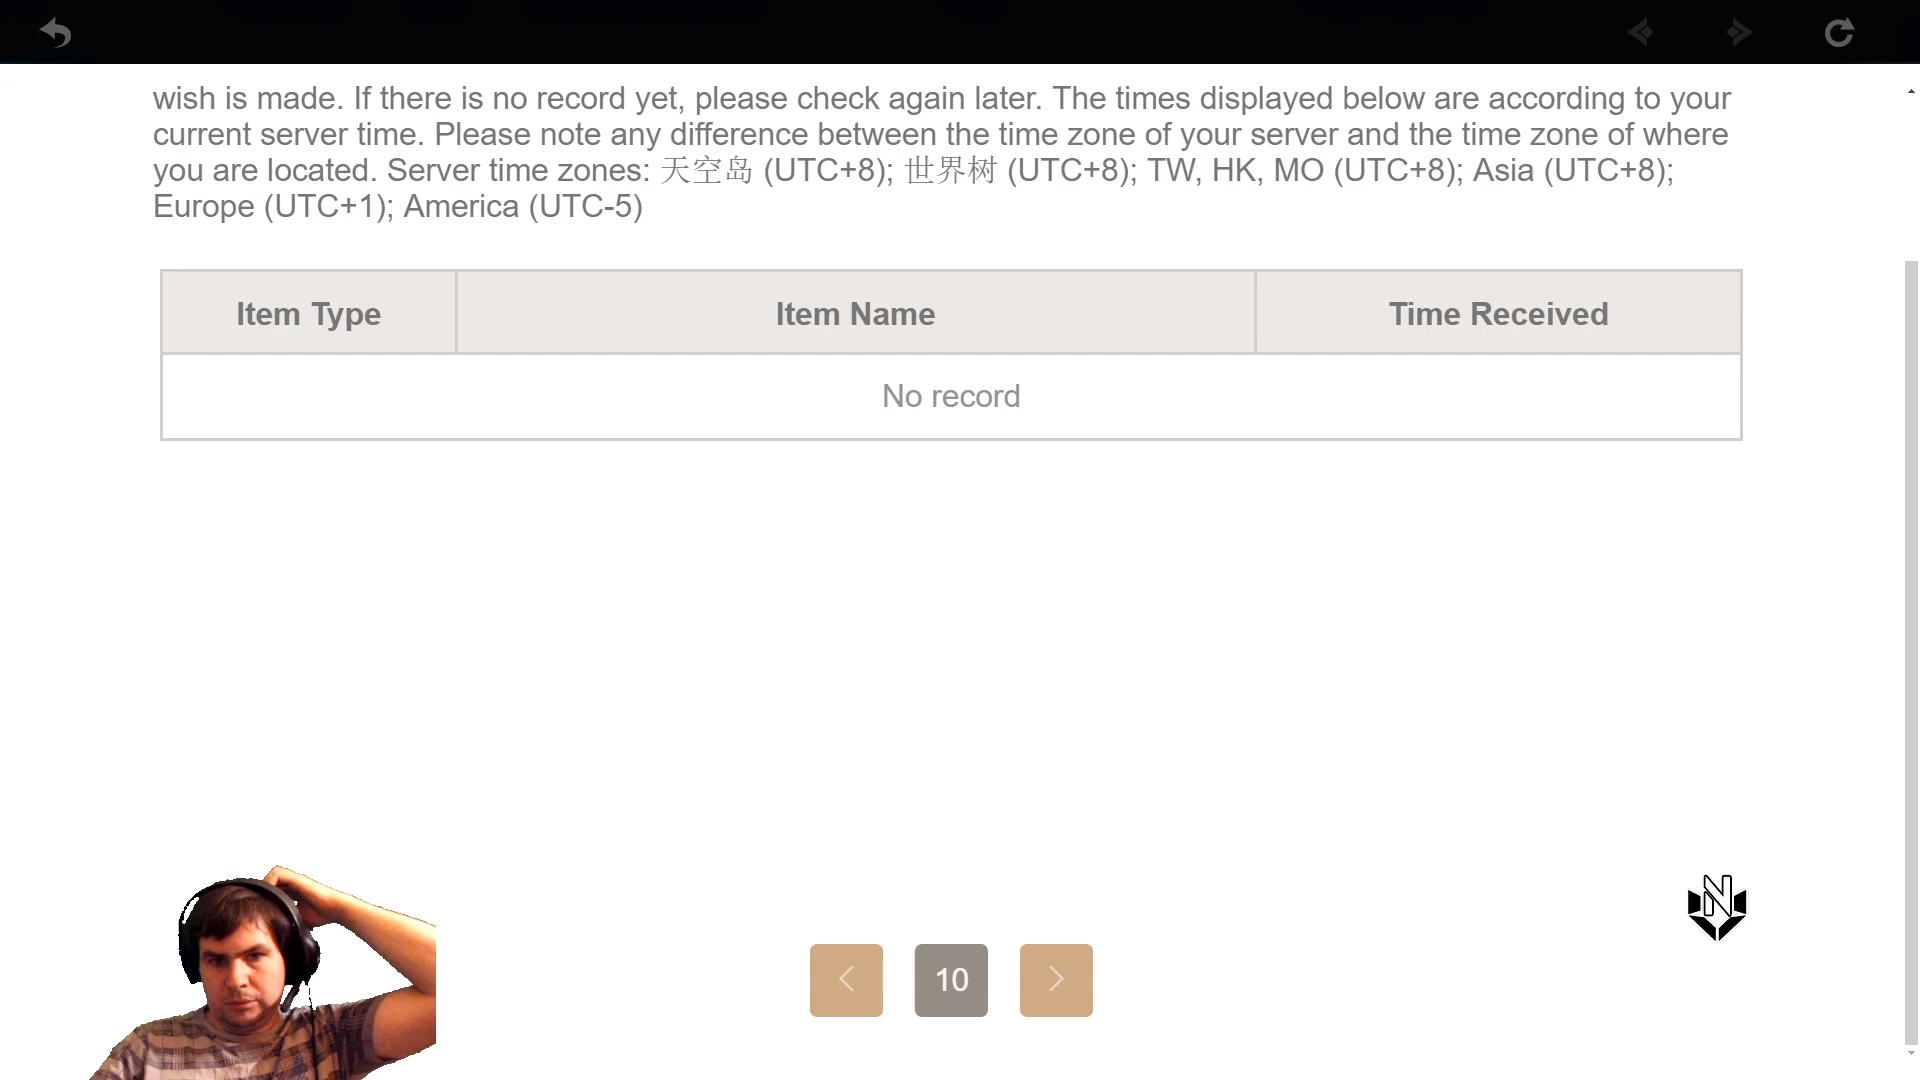 wish is made. If there is no record yet, please check again later. The times displayed below are according to your
current server time. Please note any difference between the time zone of your server and the time zone of where
you are located. Server time zones: 天空岛 (UTC+8); 世界树 (UTC+8); TW, HK, MO (UTC+8); Asia (UTC+8);
Europe (UTC+1); America (UTC-5)
Item Type Item Name Time Received
No record
N
10